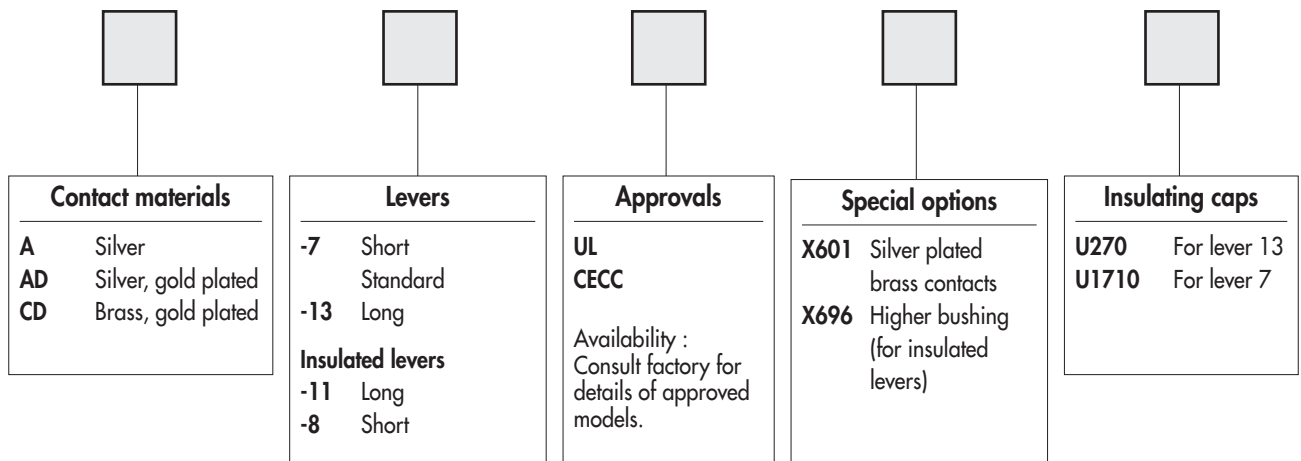 Contact materials
A Silver
AD Silver, gold plated
CD Brass, gold plated
Levers
-7 Short
Standard
-13 Long
Insulated levers
-11 Long
-8 Short
Approvals
UL
CECC
Availability :
Consult factory for
details of approved
models.
Special options
X601 Silver plated
brass contacts
X696 Higher bushing
(for insulated
levers)
Insulating caps
U270 For lever 13
U1710 For lever 7